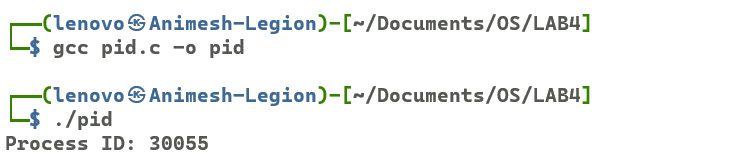 ┌──(lenovo㉿Animesh-Legion)-[~/Documents/OS/LAB4]
└─$ gcc pid.c -o pid
┌──(lenovo㉿Animesh-Legion)-[~/Documents/OS/LAB4]
└─$ ./pid
Process ID: 30055